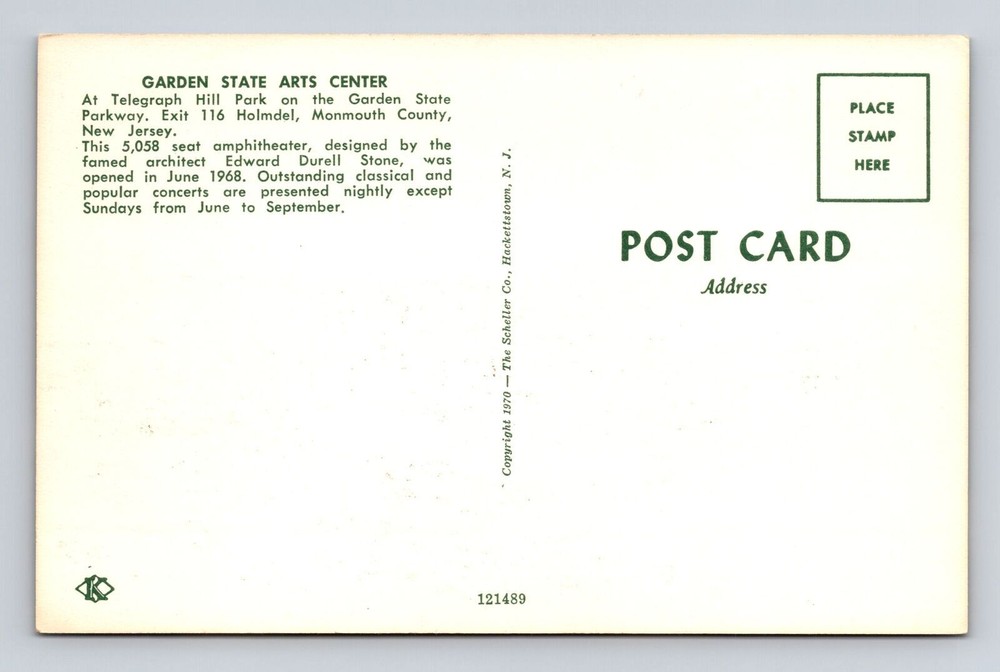 GARDEN STATE ARTS CENTER
At Telegraph Hill Park on the Garden State
Parkway. Exit 116 Holmdel, Monmouth County,
New Jersey.
This 5,058 seat amphitheater, designed by the
famed architect Edward Durell Stone, was
opened in June 1968. Outstanding classical and
popular concerts are presented nightly except
Sundays from June to September.
Copyright 1970 — The Scheller Co., Hackettstown, N. J.
PLACE
STAMP
HERE
POST CARD
Address
K
121489